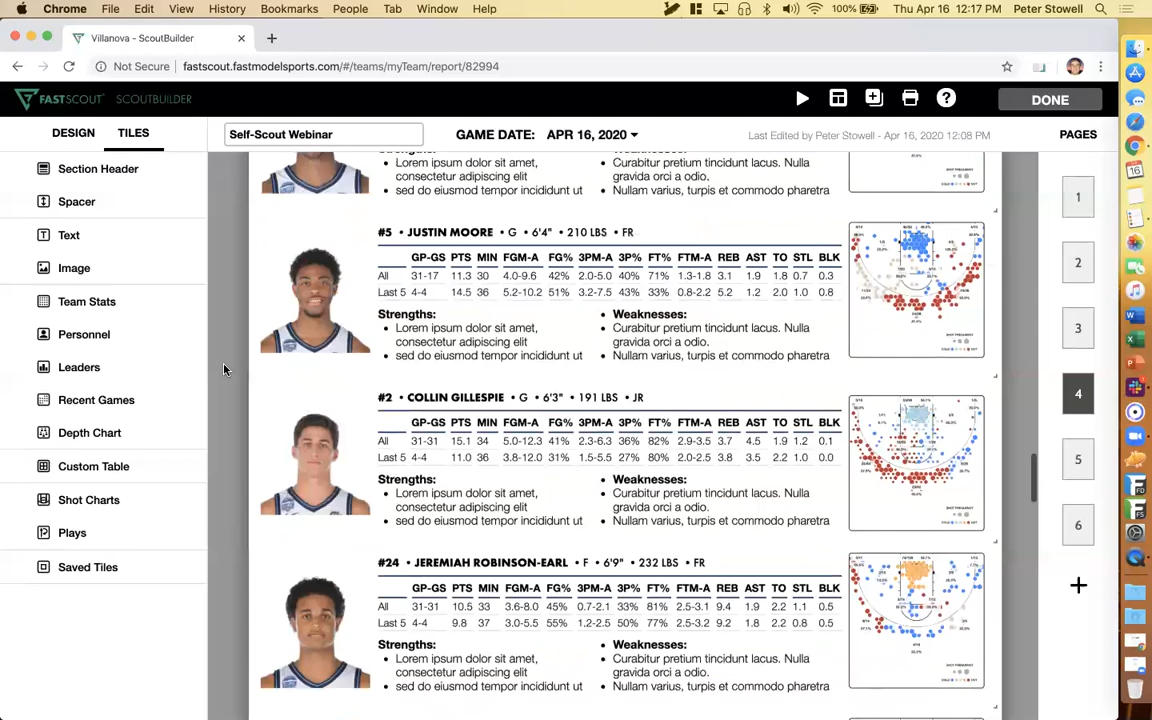 Chrome File Edit View History Bookmarks People Tab Window Help 100% Thu Apr 16 12:17 PM Peter Stowell
Villanova - ScoutBuilder
Not Secure fastscout.fastmodelsports.com/#/teams/myTeam/report/82994
FASTSCOUT SCOUTBUILDER DONE
DESIGN TILES Self-Scout Webinar GAME DATE: APR 16, 2020 Last Edited by Peter Stowell - Apr 16, 2020 12:08 PM PAGES
Section Header
Spacer
Text
Image
Team Stats
Personnel
Leaders
Recent Games
Depth Chart
Custom Table
Shot Charts
Plays
Saved Tiles
• Lorem ipsum dolor sit amet,
consectetur adipiscing elit
• sed do eiusmod tempor incididunt ut
• Curabitur pretium tincidunt lacus. Nulla
gravida orci a odio.
• Nullam varius, turpis et commodo pharetra
#5 • JUSTIN MOORE • G • 6'4" • 210 LBS • FR
GP-GS PTS MIN FGM-A FG% 3PM-A 3P% FT% FTM-A REB AST TO STL BLK
All 31-17 11.3 30 4.0-9.6 42% 2.0-5.0 40% 71% 1.3-1.8 3.1 1.9 1.8 0.7 0.3
Last 5 4-4 14.5 36 5.2-10.2 51% 3.2-7.5 43% 33% 0.8-2.2 5.2 1.2 2.0 1.0 0.8
Strengths:
• Lorem ipsum dolor sit amet,
consectetur adipiscing elit
• sed do eiusmod tempor incididunt ut
• Weaknesses:
• Curabitur pretium tincidunt lacus. Nulla
gravida orci a odio.
• Nullam varius, turpis et commodo pharetra
#2 • COLLIN GILLESPIE • G • 6'3" • 191 LBS • JR
GP-GS PTS MIN FGM-A FG% 3PM-A 3P% FT% FTM-A REB AST TO STL BLK
All 31-31 15.1 34 5.0-12.3 41% 2.3-6.3 36% 82% 2.9-3.5 3.7 4.5 1.9 1.2 0.1
Last 5 4-4 11.0 36 3.8-12.0 31% 1.5-5.5 27% 80% 2.0-2.5 3.8 3.5 2.2 1.0 0.0
Strengths:
• Lorem ipsum dolor sit amet,
consectetur adipiscing elit
• sed do eiusmod tempor incididunt ut
• Weaknesses:
• Curabitur pretium tincidunt lacus. Nulla
gravida orci a odio.
• Nullam varius, turpis et commodo pharetra
#24 • JEREMIAH ROBINSON-EARL • F • 6'9" • 232 LBS • FR
GP-GS PTS MIN FGM-A FG% 3PM-A 3P% FT% FTM-A REB AST TO STL BLK
All 31-31 10.5 33 3.6-8.0 45% 0.7-2.1 33% 81% 2.5-3.1 9.4 1.9 2.2 1.1 0.5
Last 5 4-4 9.8 37 3.0-5.5 55% 1.2-2.5 50% 77% 2.5-3.2 9.2 1.8 2.2 0.8 0.5
Strengths:
• Lorem ipsum dolor sit amet,
consectetur adipiscing elit
• sed do eiusmod tempor incididunt ut
• Weaknesses:
• Curabitur pretium tincidunt lacus. Nulla
gravida orci a odio.
• Nullam varius, turpis et commodo pharetra
1
2
3
4
5
6